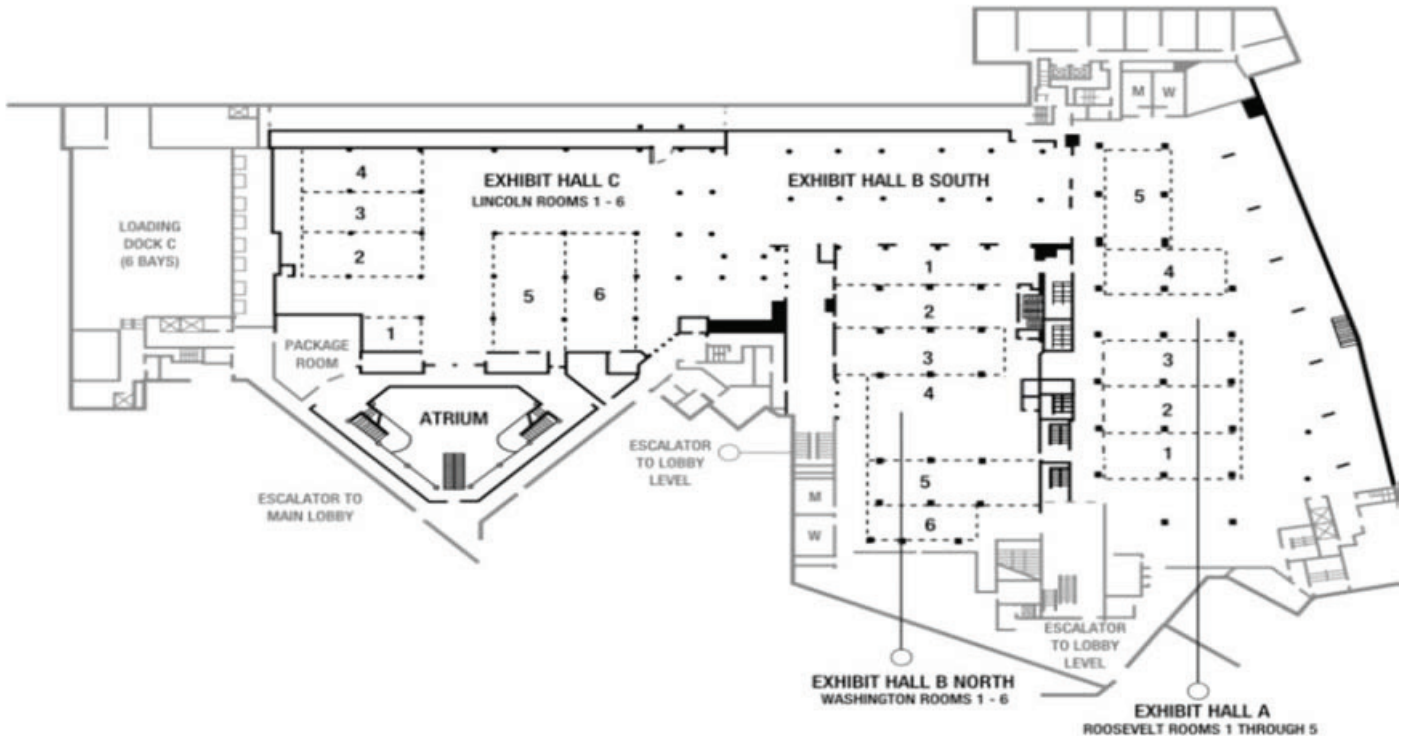 M W
4
EXHIBIT HALL C
EXHIBIT HALL B SOUTH
LINCOLN ROOMS 1 - 6
5
3
LOADING
DOCK C
(6 BAYS)
2
1
4
5
6
2
1
PACKAGE
ROOM
3
3
4
ATRIUM
2
ESCALATOR
TO LOBBY
LEVEL
1
5
ESCALATOR TO
MAIN LOBBY
M
6
W
ESCALATOR
TO LOBBY
LEVEL
EXHIBIT HALL B NORTH
WASHINGTON ROOMS 1 - 6
EXHIBIT HALL A
ROOSEVELT ROOMS 1 THROUGH 5